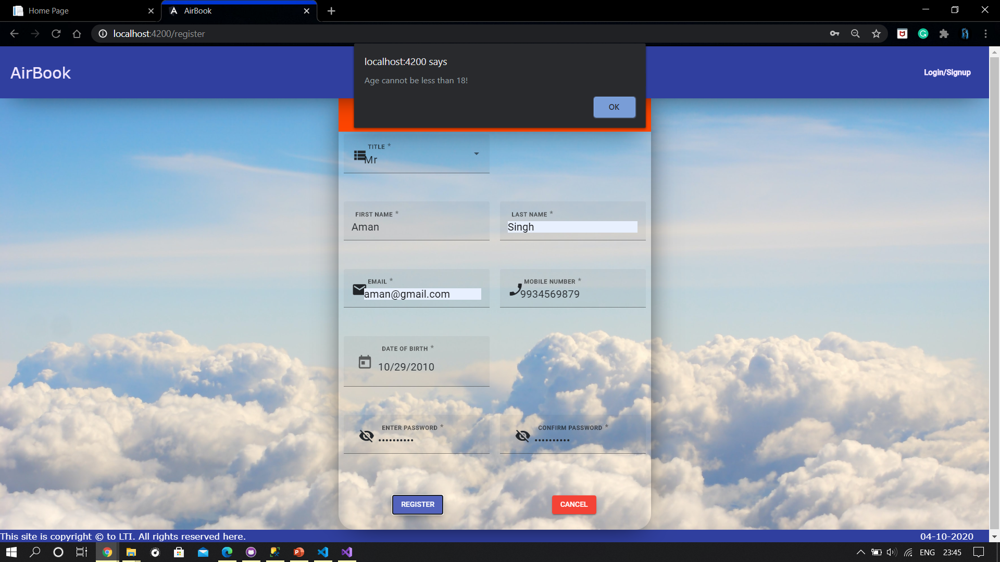 Home Page
AirBook
localhost:4200/register
localhost:4200 says
Age cannot be less than 18!
OK
AirBook
Login/Signup
TITLE *
Mr
FIRST NAME *
Aman
LAST NAME *
Singh
EMAIL *
aman@gmail.com
MOBILE NUMBER *
9934569879
DATE OF BIRTH *
10/29/2010
ENTER PASSWORD *
••••••••••
CONFIRM PASSWORD *
••••••••••
REGISTER
CANCEL
This site is copyright © to LTI. All rights reserved here.
04-10-2020
ENG
23:45